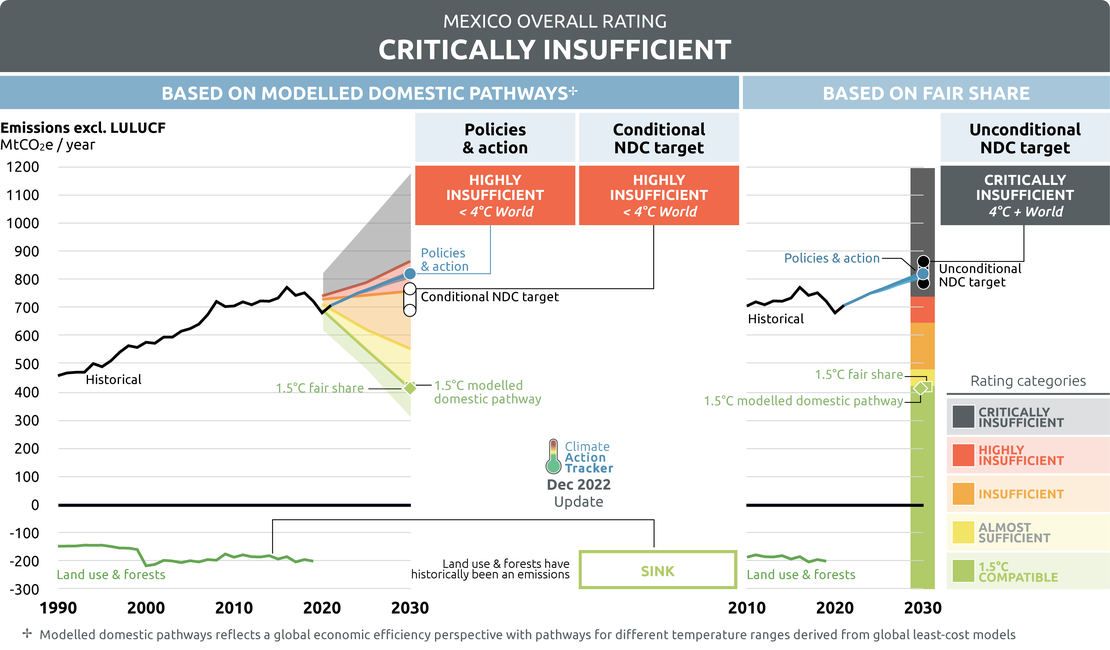 MEXICO OVERALL RATING
CRITICALLY INSUFFICIENT
BASED ON MODELLED DOMESTIC PATHWAYS✢
BASED ON FAIR SHARE
Emissions excl. LULUCF
MtCO₂e / year
Policies
& action
Conditional
NDC target
Unconditional
NDC target
HIGHLY
INSUFFICIENT
< 4°C World
HIGHLY
INSUFFICIENT
< 4°C World
CRITICALLY
INSUFFICIENT
4°C + World
1200
1100
1000
900
800
700
600
500
400
300
200
100
0
-100
-200
-300
Policies
& action
Conditional NDC target
Historical
1.5°C fair share
1.5°C modelled
domestic pathway
Climate
Action
Tracker
Dec 2022
Update
Land use & forests
Land use & forests have
historically been an emissions
SINK
1990
2000
2010
2020
2030
Policies & action
Unconditional
NDC target
Historical
1.5°C fair share
1.5°C modelled domestic pathway
Land use & forests
2010
2020
2030
Rating categories
CRITICALLY
INSUFFICIENT
HIGHLY
INSUFFICIENT
INSUFFICIENT
ALMOST
SUFFICIENT
1.5°C
COMPATIBLE
✢ Modelled domestic pathways reflects a global economic efficiency perspective with pathways for different temperature ranges derived from global least-cost models